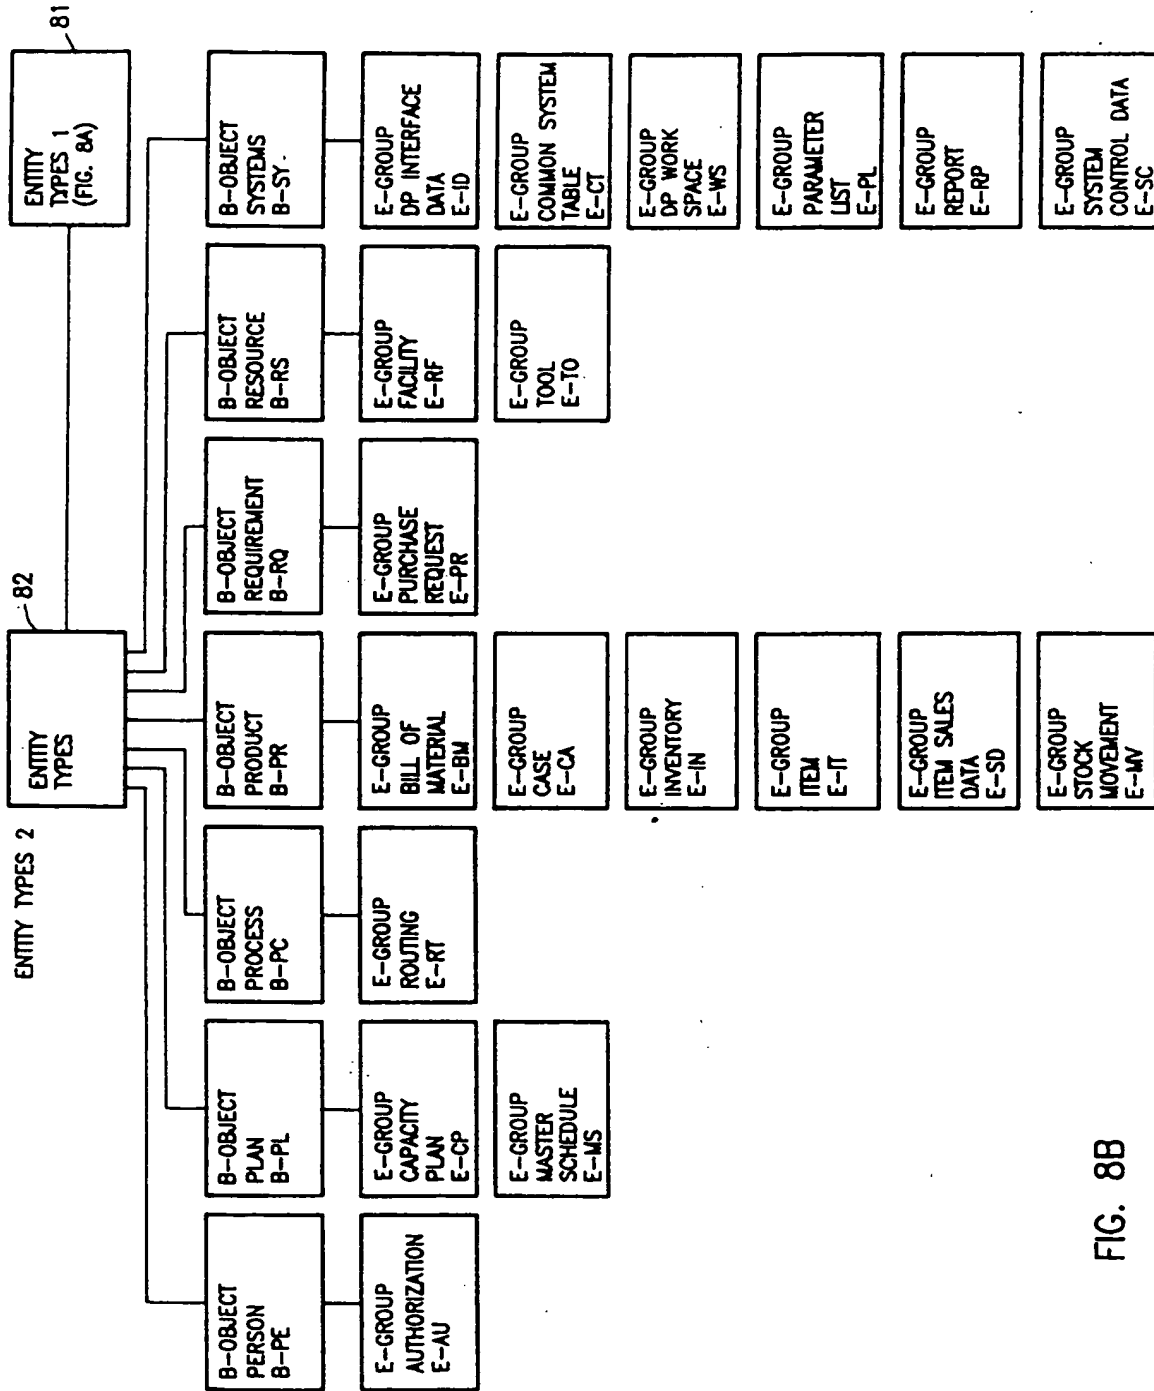 ENTITY TYPES 2
ENTITY
TYPES
82
ENTITY
TYPES 1
(FIG. 8A)
81
B-OBJECT
PERSON
B-PE
E-GROUP
AUTHORIZATION
E-AU
B-OBJECT
PLAN
B-PL
E-GROUP
CAPACITY
PLAN
E-CP
E-GROUP
MASTER
SCHEDULE
E-MS
B-OBJECT
PROCESS
B-PC
E-GROUP
ROUTING
E-RT
B-OBJECT
PRODUCT
B-PR
E-GROUP
BILL OF
MATERIAL
E-BM
E-GROUP
CASE
E-CA
E-GROUP
INVENTORY
E-IN
E-GROUP
ITEM
E-IT
E-GROUP
ITEM SALES
DATA
E-SD
E-GROUP
STOCK
MOVEMENT
E-MV
B-OBJECT
REQUIREMENT
B-RQ
E-GROUP
PURCHASE
REQUEST
E-PR
B-OBJECT
RESOURCE
B-RS
E-GROUP
FACILITY
E-RF
E-GROUP
TOOL
E-TO
B-OBJECT
SYSTEMS
B-SY.
E-GROUP
DP INTERFACE
DATA
E-ID
E-GROUP
COMMON SYSTEM
TABLE
E-CT
E-GROUP
DP WORK
SPACE
E-WS
E-GROUP
PARAMETER
LIST
E-PL
E-GROUP
REPORT
E-RP
E-GROUP
SYSTEM
CONTROL DATA
E-SC
FIG. 8B